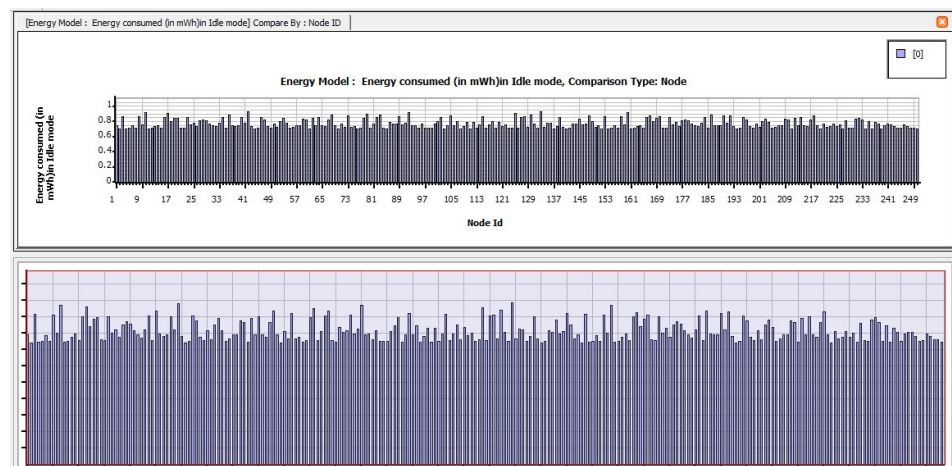 [Energy Model : Energy consumed (in mWh)in Idle mode] Compare By : Node ID
[0]
Energy Model : Energy consumed (in mWh)in Idle mode, Comparison Type: Node
Energy consumed (in
mWh)in Idle mode
1
0.8
0.6
0.4
0.2
0
1 9 17 25 33 41 49 57 65 73 81 89 97 105 113 121 129 137 145 153 161 169 177 185 193 201 209 217 225 233 241 249
Node Id